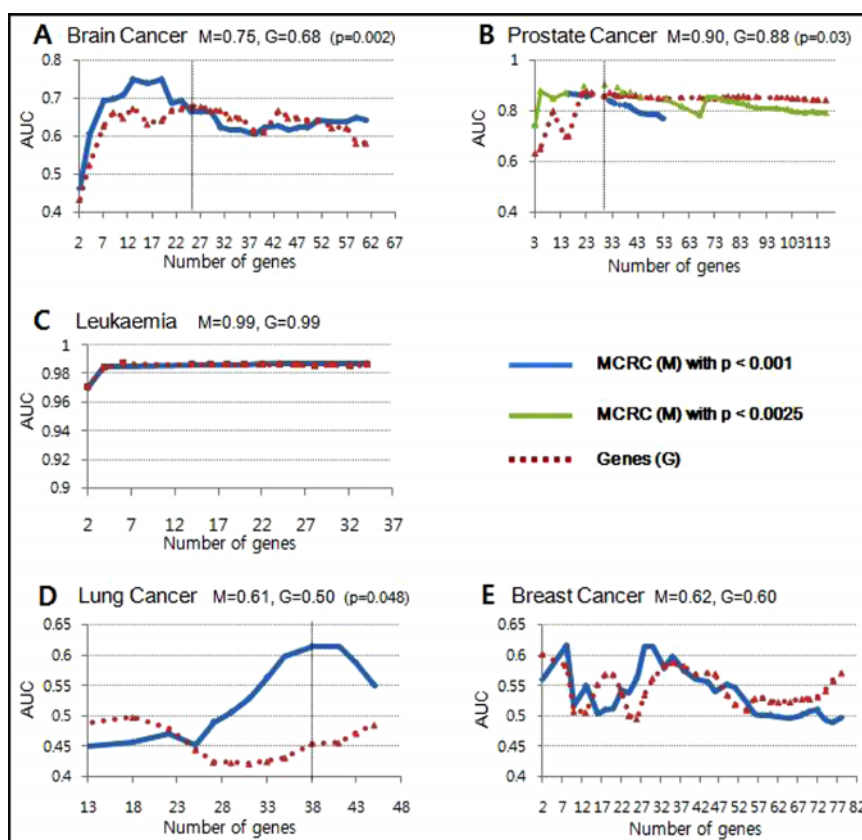 A Brain Cancer M=0.75, G=0.68 (p=0.002)
0.8
0.7
0.6
0.5
0.4
AUC
2 7 12 17 22 27 32 37 42 47 52 57 62 67
Number of genes
B Prostate Cancer M=0.90, G=0.88 (p=0.03)
1
0.8
0.6
0.4
AUC
3 13 23 33 43 53 63 73 83 93 103 113
Number of genes
C Leukaemia M=0.99, G=0.99
1
0.98
0.96
0.94
0.92
0.9
AUC
2 7 12 17 22 27 32 37
Number of genes
MCRC (M) with p < 0.001
MCRC (M) with p < 0.0025
Genes (G)
D Lung Cancer M=0.61, G=0.50 (p=0.048)
0.65
0.6
0.55
0.5
0.45
0.4
AUC
13 18 23 28 33 38 43 48
Number of genes
E Breast Cancer M=0.62, G=0.60
0.65
0.6
0.55
0.5
0.45
0.4
AUC
2 7 12 17 22 27 32 37 42 47 52 57 62 67 72 77 82
Number of genes